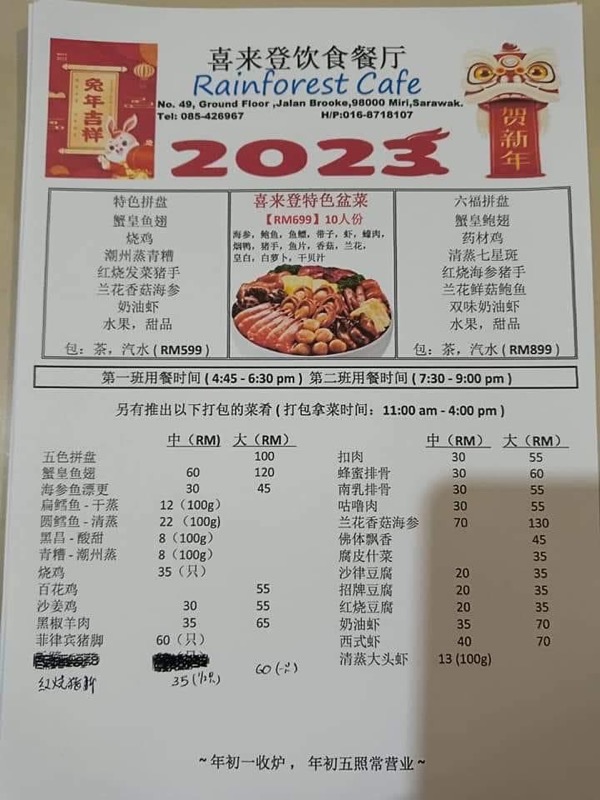 兔年吉祥
喜来登饮食餐厅
Rainforest Cafe
No. 49, Ground Floor ,Jalan Brooke,98000 Miri,Sarawak.
Tel: 085-426967 H/P:016-8718107
贺新年
2023
特色拼盘
蟹皇鱼翅
烧鸡
潮州蒸青糟
红烧发菜猪手
兰花香菇海参
奶油虾
水果，甜品
包：茶，汽水 ( RM599 )
喜来登特色盆菜
【RM699】10人份
海参，鲍鱼，鱼鳔，带子，虾，蠔肉，
烟鸭，猪手，鱼片，香菇，兰花，
皇白，白萝卜，干贝汁
六福拼盘
蟹皇鲍翅
药材鸡
清蒸七星斑
红烧海参猪手
兰花鲜菇鲍鱼
双味奶油虾
水果，甜品
包：茶，汽水 ( RM899 )
第一班用餐时间 ( 4:45 - 6:30 pm ) 第二班用餐时间 ( 7:30 - 9:00 pm )
另有推出以下打包的菜肴 ( 打包拿菜时间：11:00 am - 4:00 pm )
中（RM) 大（RM）
五色拼盘 100
蟹皇鱼翅 60 120
海参鱼漂更 30 45
扁鳕鱼 - 干蒸 12（100g）
圆鳕鱼 - 清蒸 22（100g)
黑昌 - 酸甜 8（100g）
青糟 - 潮州蒸 8（100g）
烧鸡 35（只）
百花鸡 55
沙姜鸡 30 55
黑椒羊肉 35 65
菲律宾猪脚 60（只）
红烧猪脚 35 (1/2只) 60 (一只)
中（RM） 大（RM）
扣肉 30 55
蜂蜜排骨 30 60
南乳排骨 30 55
咕噜肉 30 55
兰花香菇海参 70 130
佛体飘香 45
腐皮什菜 35
沙律豆腐 20 35
招牌豆腐 20 35
红烧豆腐 20 35
奶油虾 35 70
西式虾 40 70
清蒸大头虾 13 (100g)
~ 年初一收炉 ， 年初五照常营业 ~